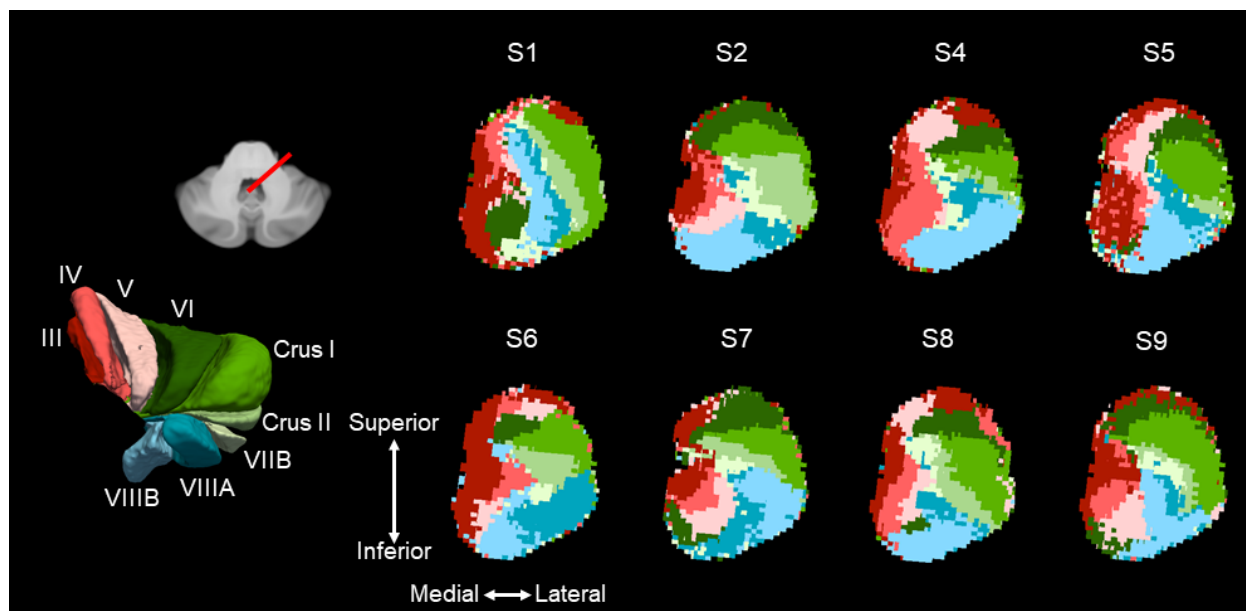 S1
S2
S4
S5
IV
V
VI
III
Crus I
Crus II
VIIB
VIIIA
VIIIB
S6
S7
S8
S9
Superior
Inferior
Medial
Lateral